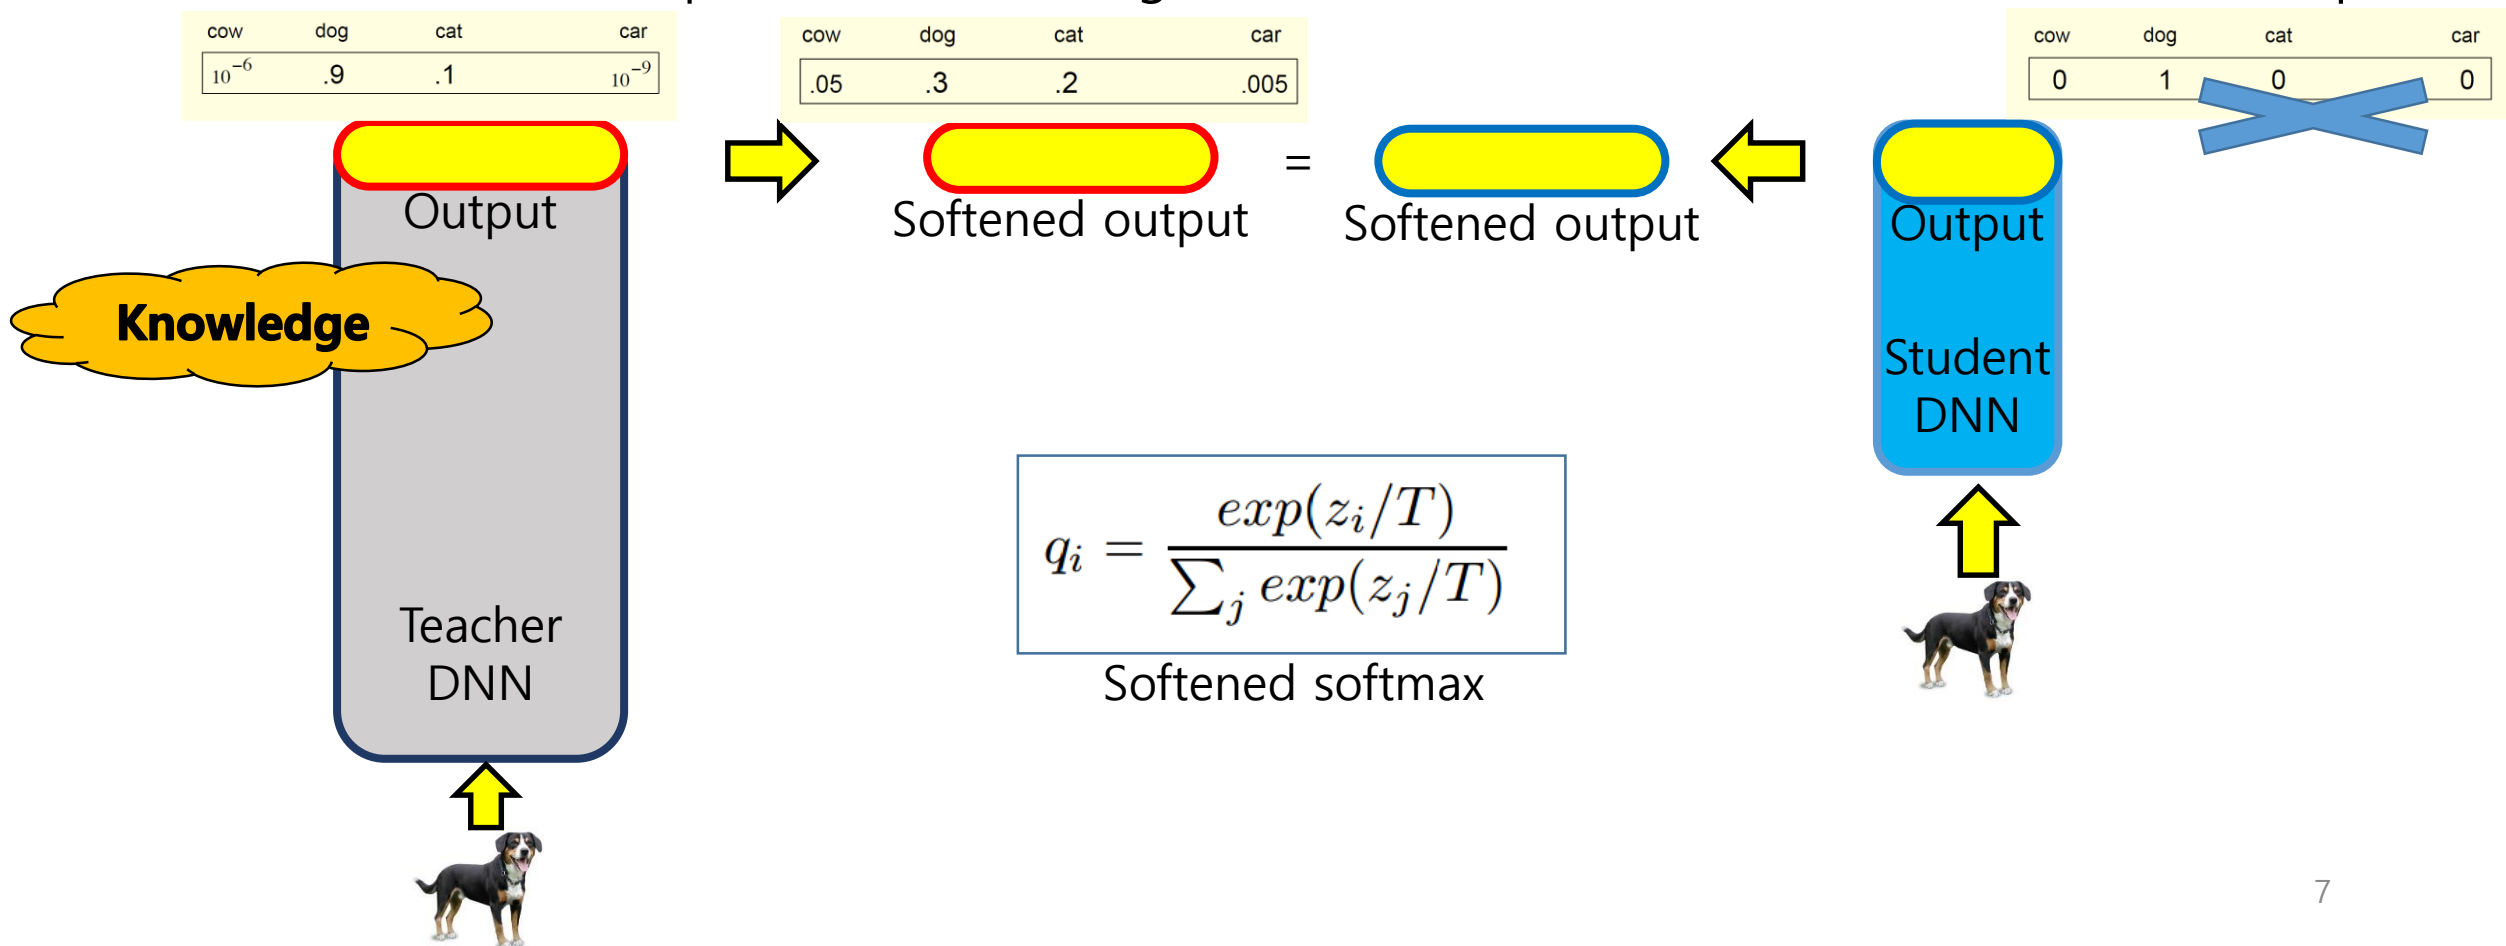 cow dog cat car
10^{-6} .9 .1 10^{-9}
cow dog cat car
.05 .3 .2 .005
cow dog cat car
0 1 0 0
Output
Softened output
=
Softened output
Output
Knowledge
Student
DNN
q_i = \frac{exp(z_i/T)}{\sum_j exp(z_j/T)}
Softened softmax
Teacher
DNN
7